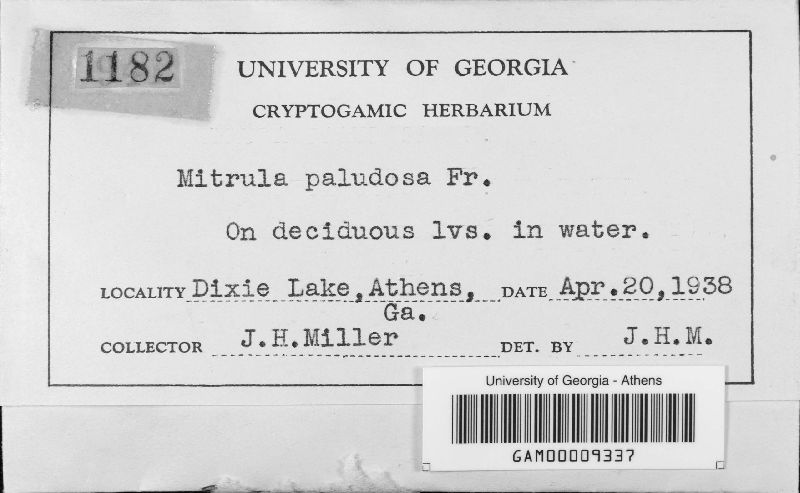 1182
UNIVERSITY OF GEORGIA
CRYPTOGAMIC HERBARIUM
Mitrula paludosa Fr.
On deciduous lvs. in water.
LOCALITY Dixie Lake, Athens, DATE Apr.20,1938
Ga.
COLLECTOR J.H.Miller DET. BY J.H.M.
University of Georgia - Athens
GAM00009337